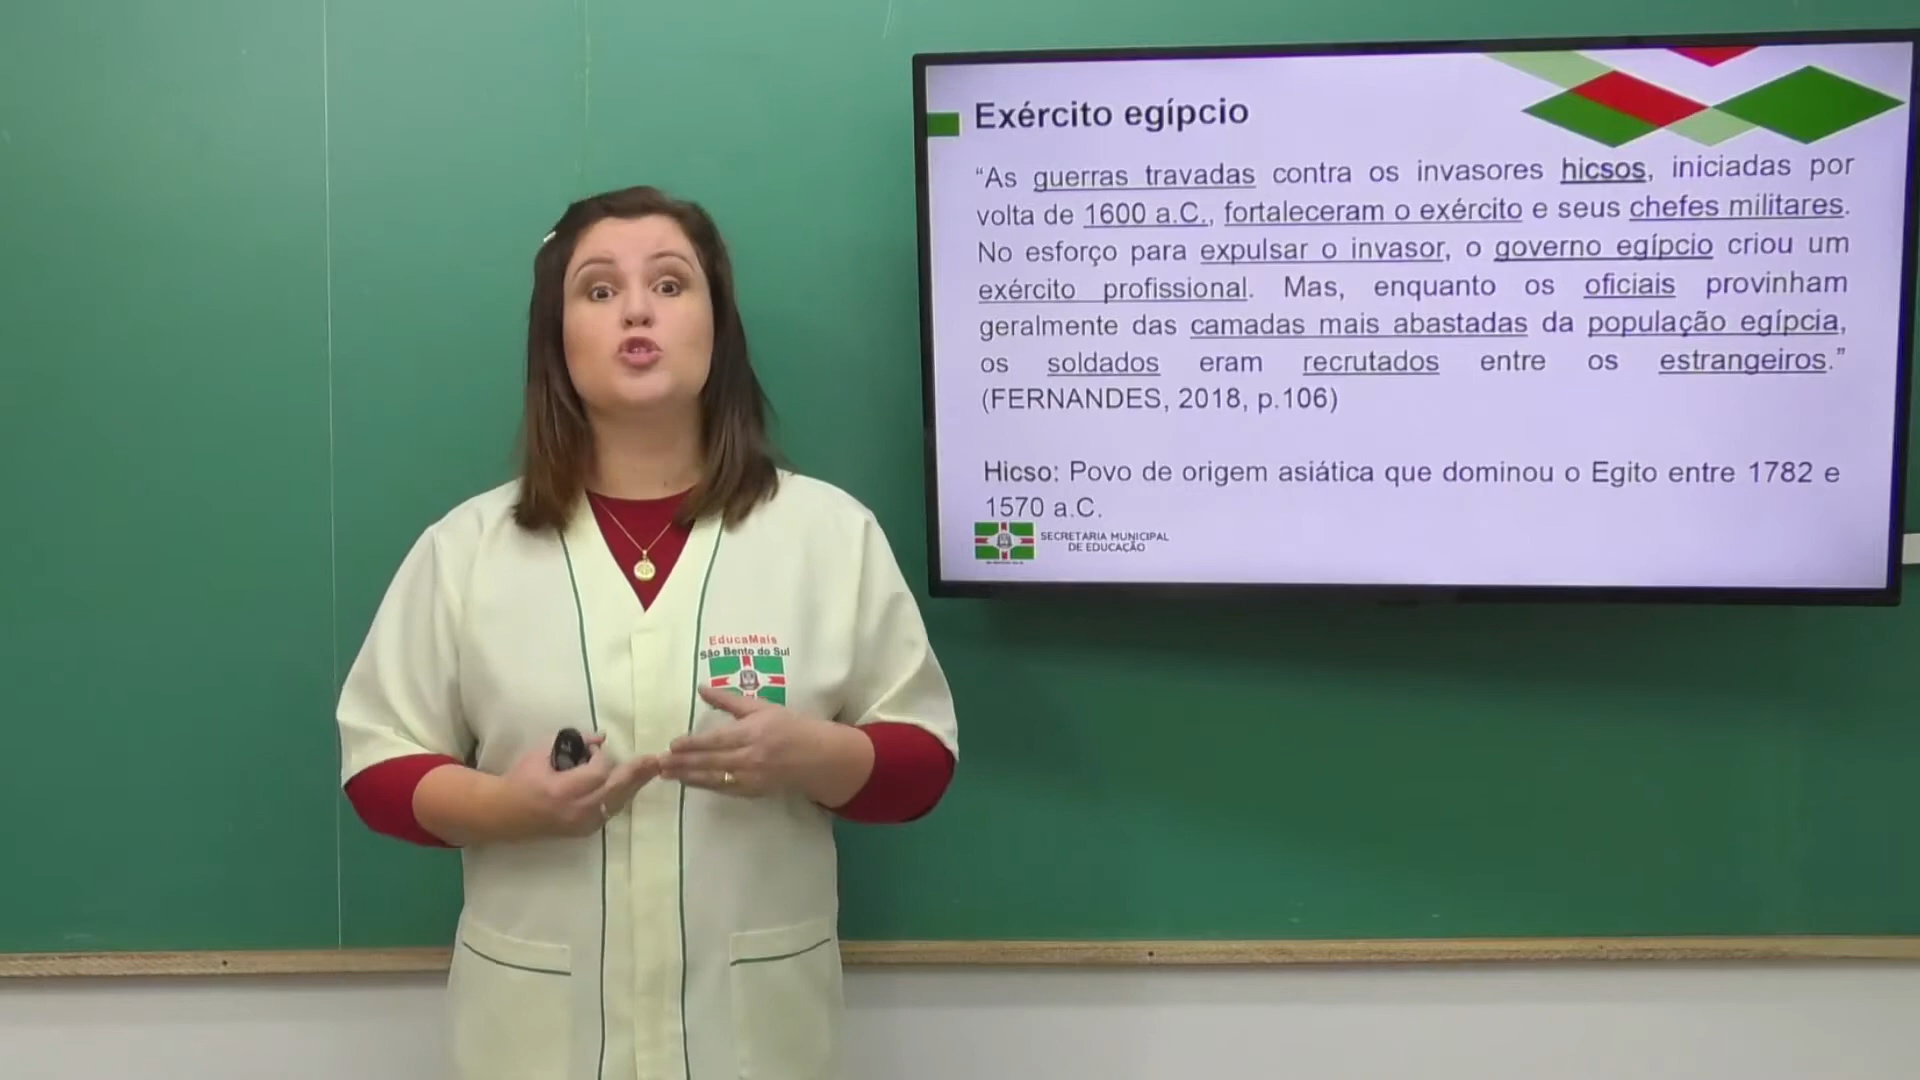 Exército egípcio
“As guerras travadas contra os invasores hicsos, iniciadas por
volta de 1600 a.C., fortaleceram o exército e seus chefes militares.
No esforço para expulsar o invasor, o governo egípcio criou um
exército profissional. Mas, enquanto os oficiais provinham
geralmente das camadas mais abastadas da população egípcia,
os soldados eram recrutados entre os estrangeiros.”
(FERNANDES, 2018, p.106)
Hicso: Povo de origem asiática que dominou o Egito entre 1782 e
1570 a.C.
SECRETARIA MUNICIPAL
DE EDUCAÇÃO
EducaMais
São Bento do Sul